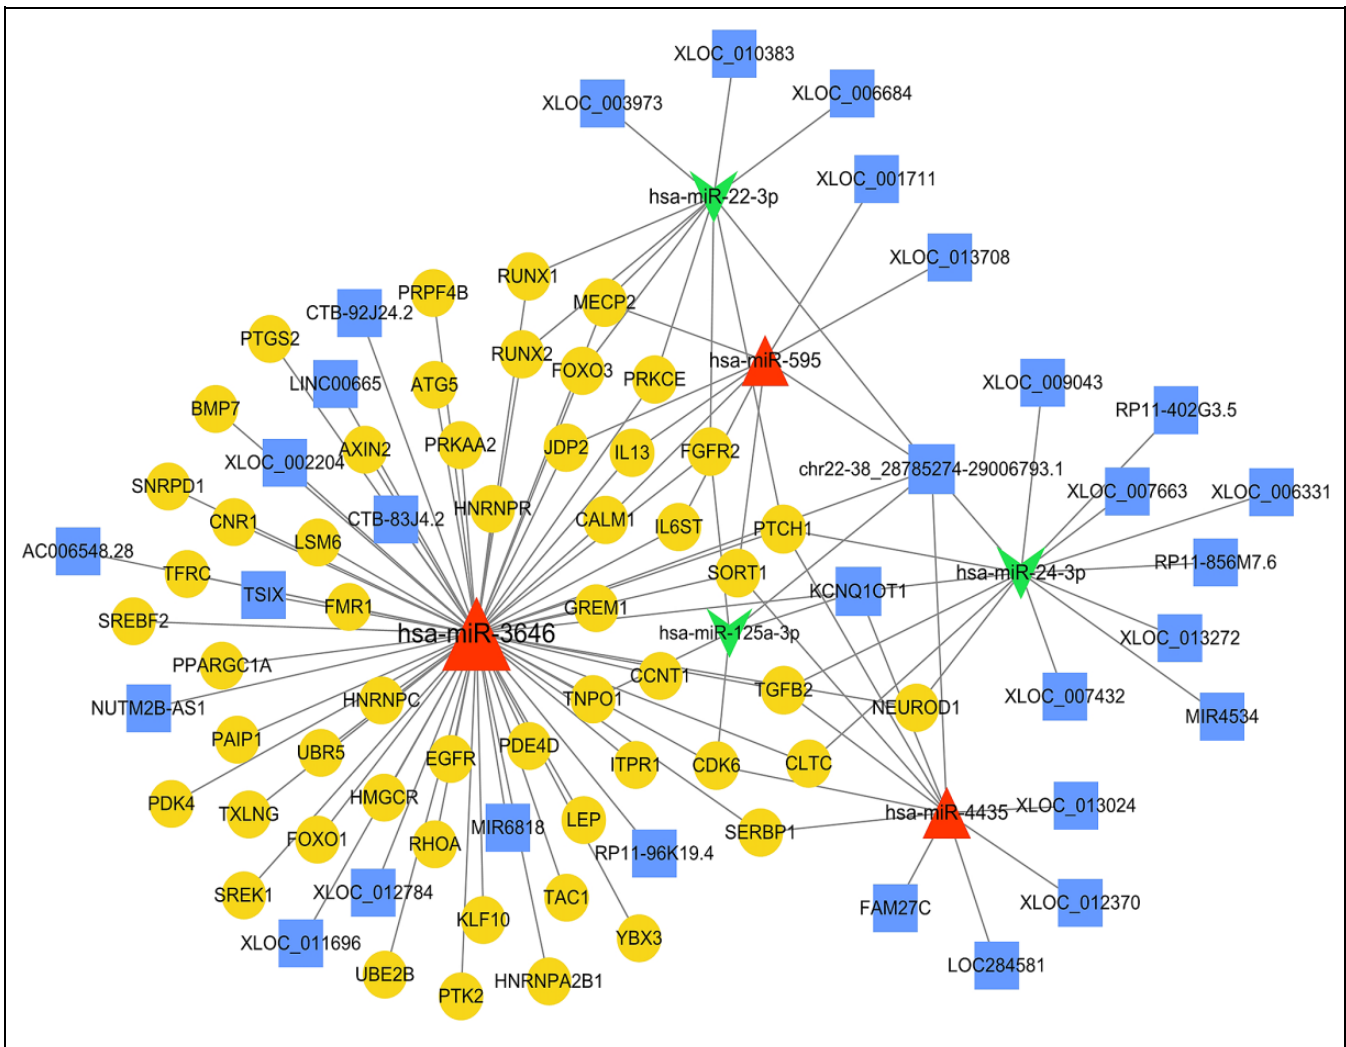 XLOC_010383
XLOC_003973
XLOC_006684
XLOC_001711
hsa-miR-22-3p
XLOC_013708
RUNX1
PRPF4B
MECP2
CTB-92J24.2
PTGS2
RUNX2
hsa-miR-595
FOXO3
PRKCE
LINC00665
ATG5
XLOC_009043
BMP7
RP11-402G3.5
PRKAA2
AXIN2
JDP2
IL13
FGFR2
XLOC_002204
chr22-38_28785274-29006793.1
SNRPD1
XLOC_007663
XLOC_006331
HNRNPR
CNR1
CTB-83J4.2
CALM1
IL6ST
PTCH1
LSM6
AC006548.28
RP11-856M7.6
TFRC
SORT1
hsa-miR-24-3p
KCNQ1OT1
TSIX
FMR1
GREM1
SREBF2
hsa-miR-3646
hsa-miR-125a-3p
XLOC_013272
PPARGC1A
CCNT1
TGFB2
XLOC_007432
HNRNPC
TNPO1
NUTM2B-AS1
NEUROD1
MIR4534
PAIP1
UBR5
EGFR
PDE4D
ITPR1
CDK6
CLTC
HMGCR
PDK4
XLOC_013024
TXLNG
hsa-miR-4435
LEP
MIR6818
SERBP1
FOXO1
RHOA
RP11-96K19.4
SREK1
XLOC_012784
TAC1
XLOC_012370
FAM27C
KLF10
YBX3
XLOC_011696
LOC284581
UBE2B
HNRNPA2B1
PTK2